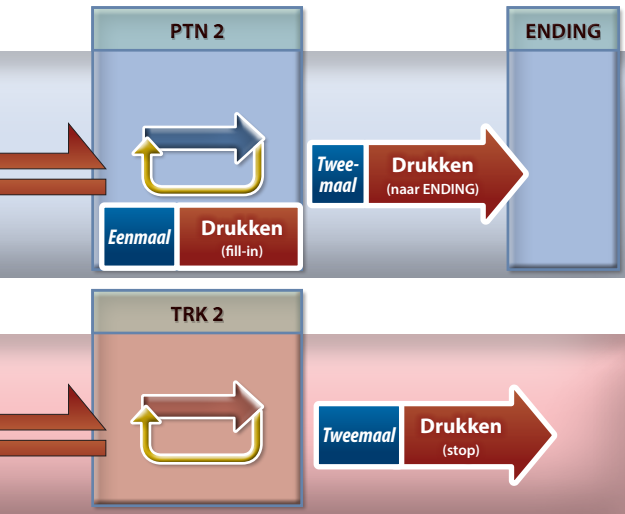 PTN 2
ENDING
Twee-
maal
Drukken
(naar ENDING)
Eenmaal
Drukken
(fill-in)
TRK 2
Tweemaal
Drukken
(stop)